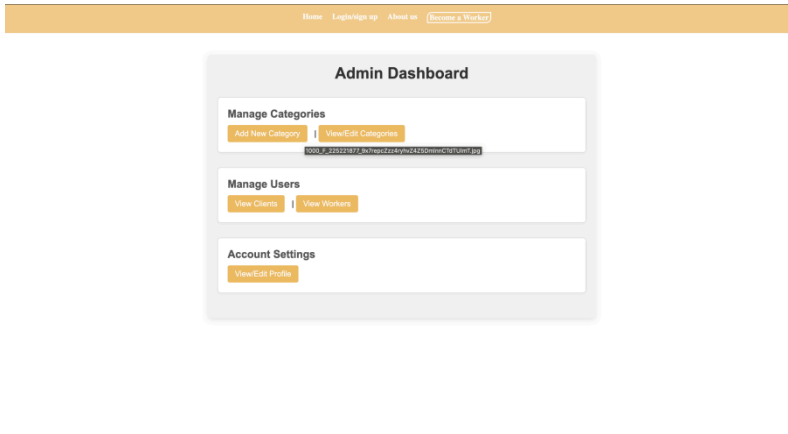 Home Login/sign up About us Become a Worker
Admin Dashboard
Manage Categories
Add New Category | View/Edit Categories
Manage Users
View Clients | View Workers
Account Settings
View/Edit Profile